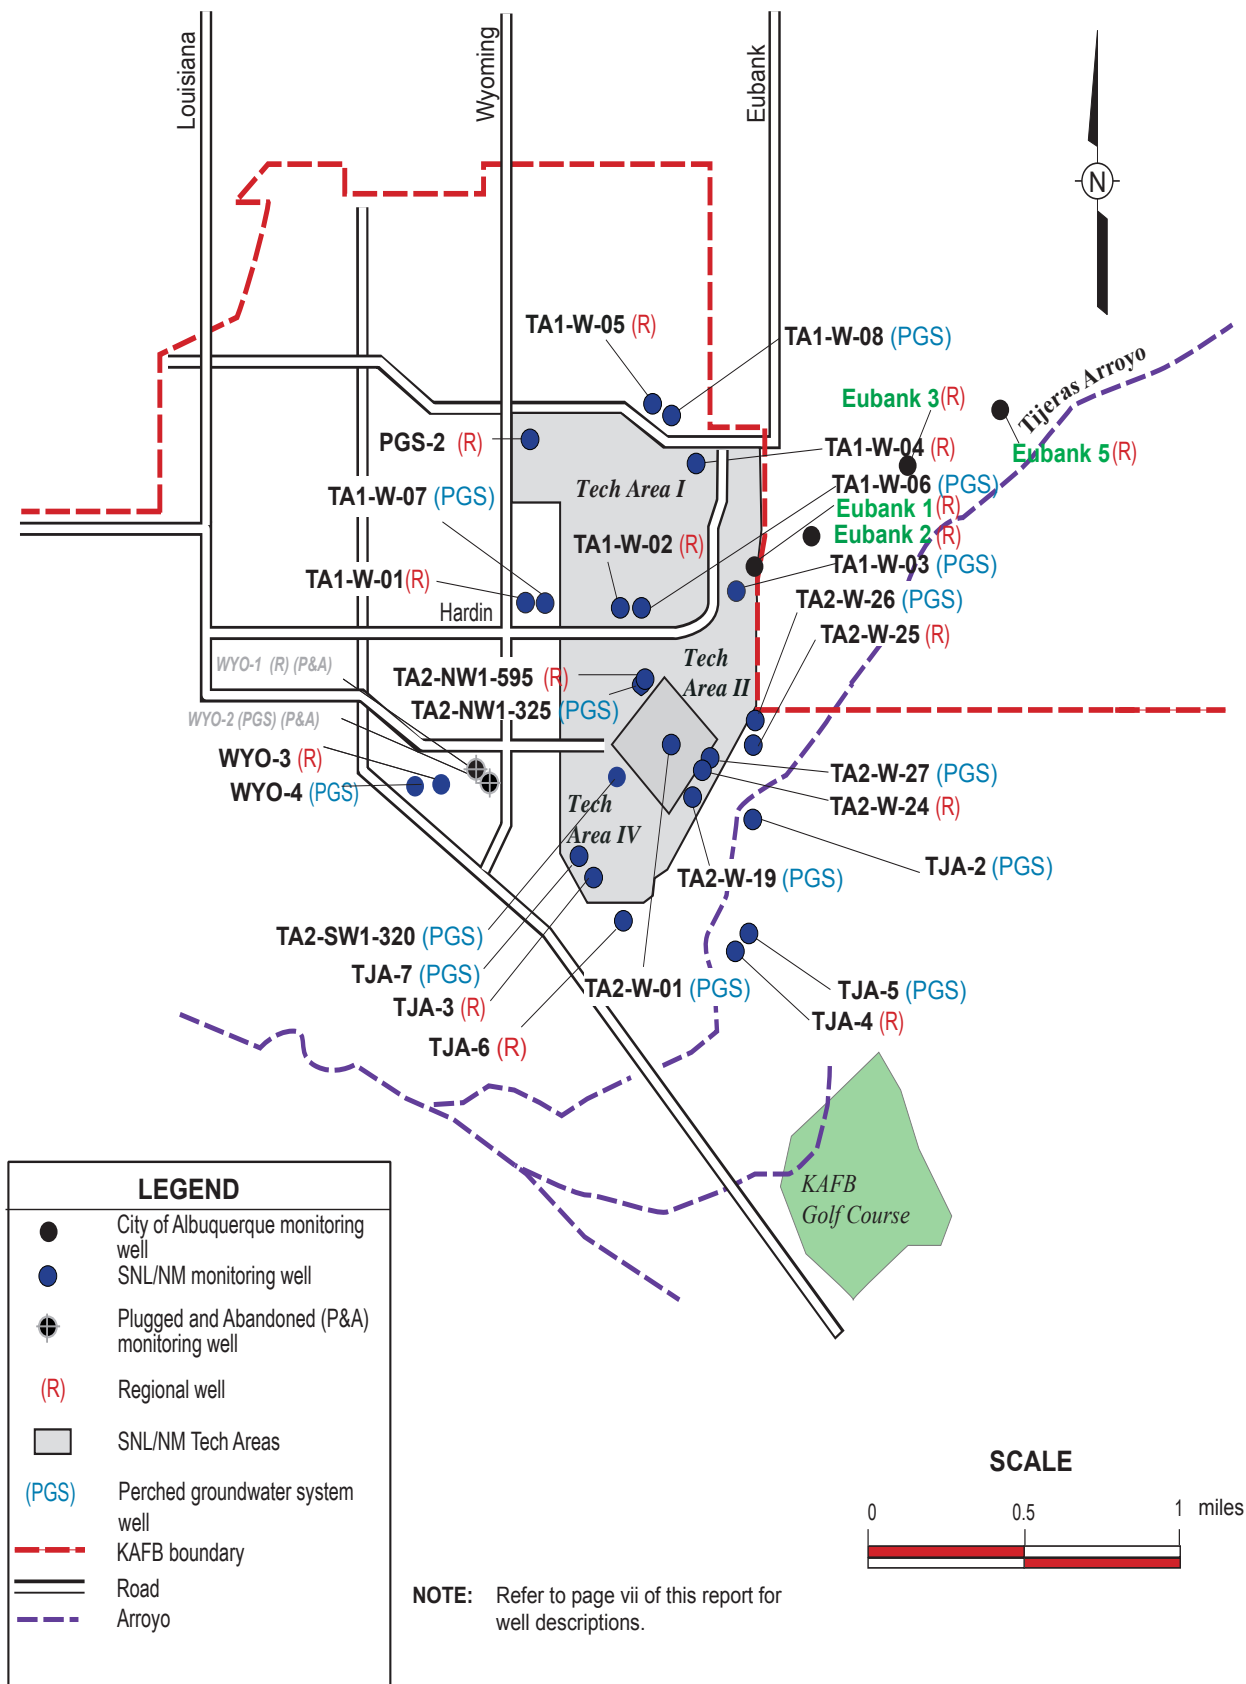 Louisiana
Wyoming
Eubank
N
TA1-W-05 (R)
TA1-W-08 (PGS)
Tijeras Arroyo
Eubank 3 (R)
PGS-2 (R)
TA1-W-04 (R)
Eubank 5 (R)
Tech Area I
TA1-W-06 (PGS)
TA1-W-07 (PGS)
Eubank 1 (R)
Eubank 2 (R)
TA1-W-02 (R)
TA1-W-03 (PGS)
TA1-W-01 (R)
TA2-W-26 (PGS)
Hardin
TA2-W-25 (R)
WYO-1 (R) (P&A)
TA2-NW1-595 (R)
Tech
Area II
TA2-NW1-325 (PGS)
WYO-2 (PGS) (P&A)
WYO-3 (R)
TA2-W-27 (PGS)
WYO-4 (PGS)
TA2-W-24 (R)
Tech
Area IV
TJA-2 (PGS)
TA2-W-19 (PGS)
TA2-SW1-320 (PGS)
TJA-7 (PGS)
TA2-W-01 (PGS)
TJA-5 (PGS)
TJA-3 (R)
TJA-4 (R)
TJA-6 (R)
KAFB
Golf Course
LEGEND
City of Albuquerque monitoring
well
SNL/NM monitoring well
Plugged and Abandoned (P&A)
monitoring well
(R) Regional well
SNL/NM Tech Areas
(PGS) Perched groundwater system
well
KAFB boundary
Road
Arroyo
SCALE
0 0.5 1 miles
NOTE: Refer to page vii of this report for
well descriptions.